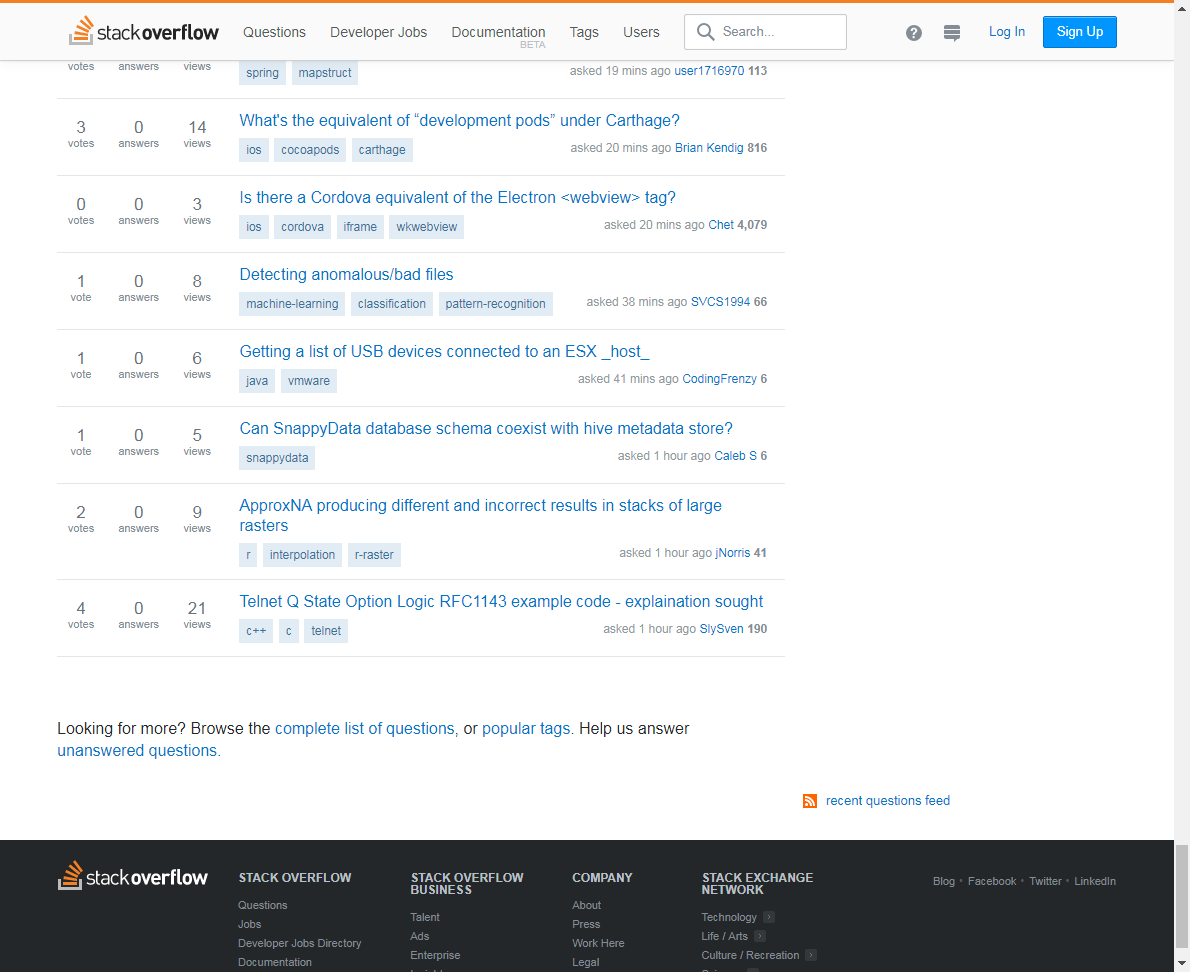 stackoverflow Questions Developer Jobs Documentation Tags Users Search... ? Log In Sign Up
BETA
votes answers views spring mapstruct asked 19 mins ago user1716970 113
3 0 14 What's the equivalent of “development pods” under Carthage?
votes answers views
ios cocoapods carthage asked 20 mins ago Brian Kendig 816
0 0 3 Is there a Cordova equivalent of the Electron <webview> tag?
votes answers views
ios cordova iframe wkwebview asked 20 mins ago Chet 4,079
1 0 8 Detecting anomalous/bad files
vote answers views
machine-learning classification pattern-recognition asked 38 mins ago SVCS1994 66
1 0 6 Getting a list of USB devices connected to an ESX _host_
vote answers views
java vmware asked 41 mins ago CodingFrenzy 6
1 0 5 Can SnappyData database schema coexist with hive metadata store?
vote answers views
snappydata asked 1 hour ago Caleb S 6
2 0 9 ApproxNA producing different and incorrect results in stacks of large
votes answers views rasters
r interpolation r-raster asked 1 hour ago jNorris 41
4 0 21 Telnet Q State Option Logic RFC1143 example code - explaination sought
votes answers views
c++ c telnet asked 1 hour ago SlySven 190
Looking for more? Browse the complete list of questions, or popular tags. Help us answer
unanswered questions.
recent questions feed
stackoverflow
STACK OVERFLOW
Questions
Jobs
Developer Jobs Directory
Documentation
STACK OVERFLOW
BUSINESS
Talent
Ads
Enterprise
COMPANY
About
Press
Work Here
Legal
STACK EXCHANGE
NETWORK
Technology
Life / Arts
Culture / Recreation
Blog · Facebook · Twitter · LinkedIn